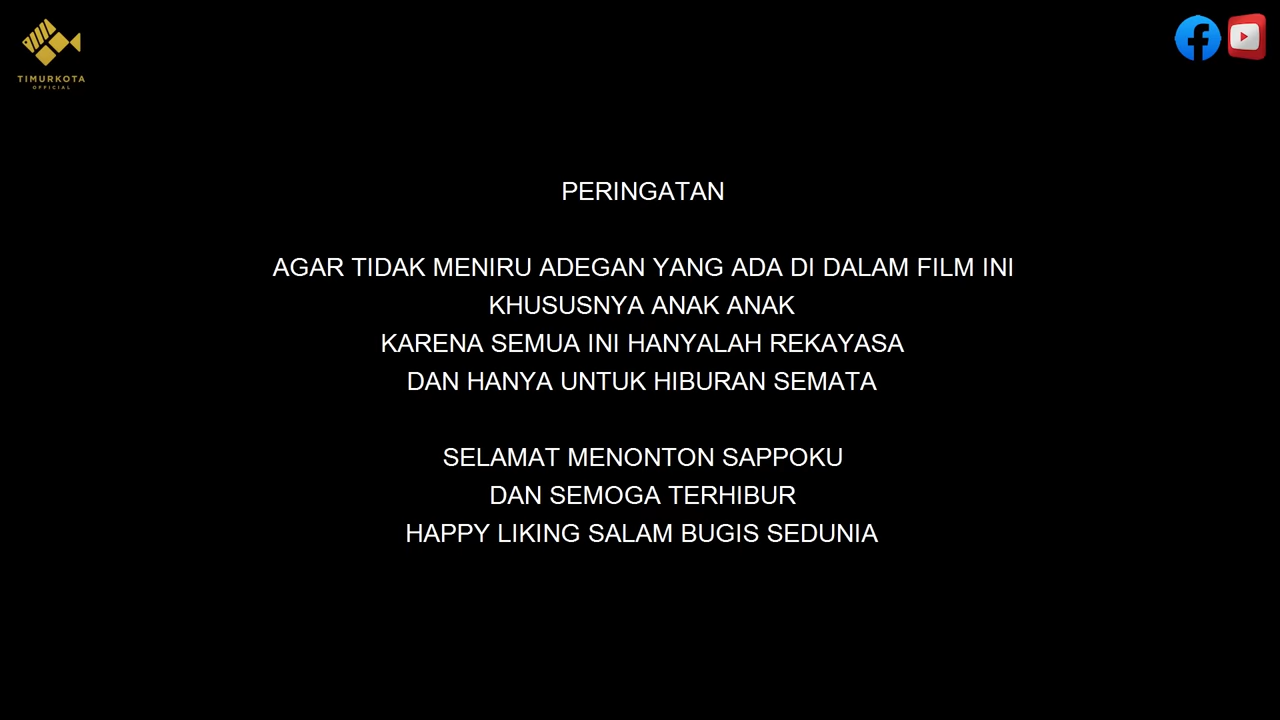 TIMURKOTA
OFFICIAL
PERINGATAN
AGAR TIDAK MENIRU ADEGAN YANG ADA DI DALAM FILM INI
KHUSUSNYA ANAK ANAK
KARENA SEMUA INI HANYALAH REKAYASA
DAN HANYA UNTUK HIBURAN SEMATA
SELAMAT MENONTON SAPPOKU
DAN SEMOGA TERHIBUR
HAPPY LIKING SALAM BUGIS SEDUNIA